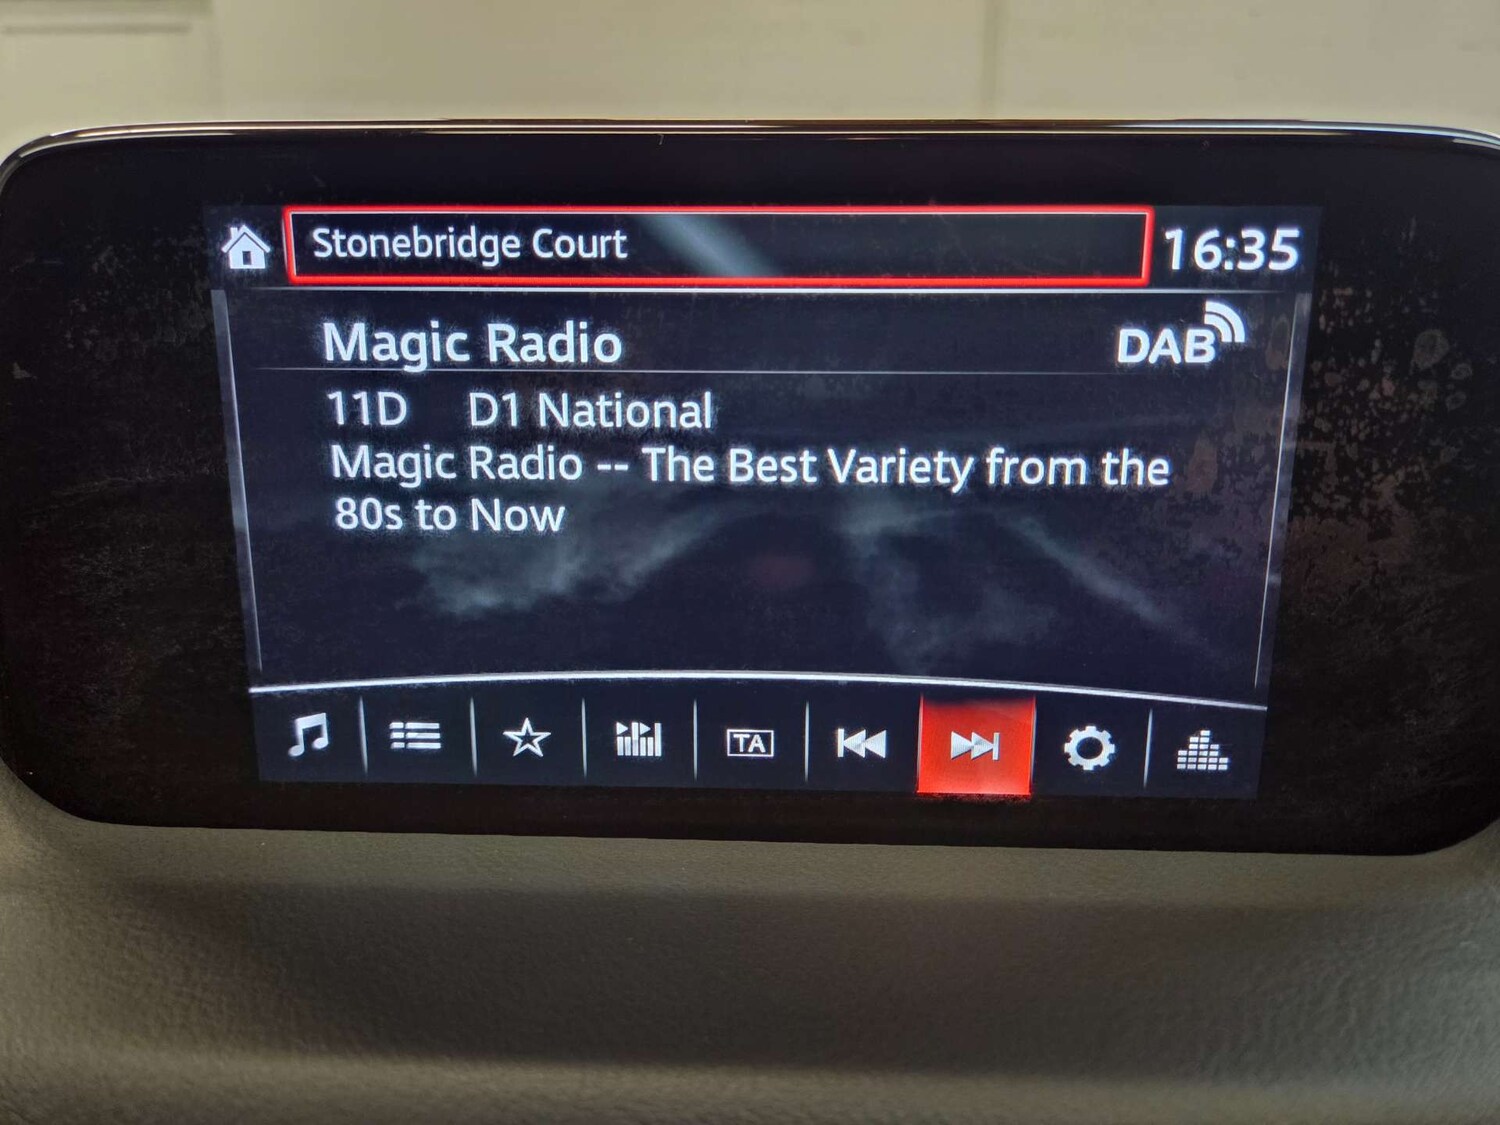 Stonebridge Court
16:35
Magic Radio
DAB
11D D1 National
Magic Radio -- The Best Variety from the
80s to Now
TA